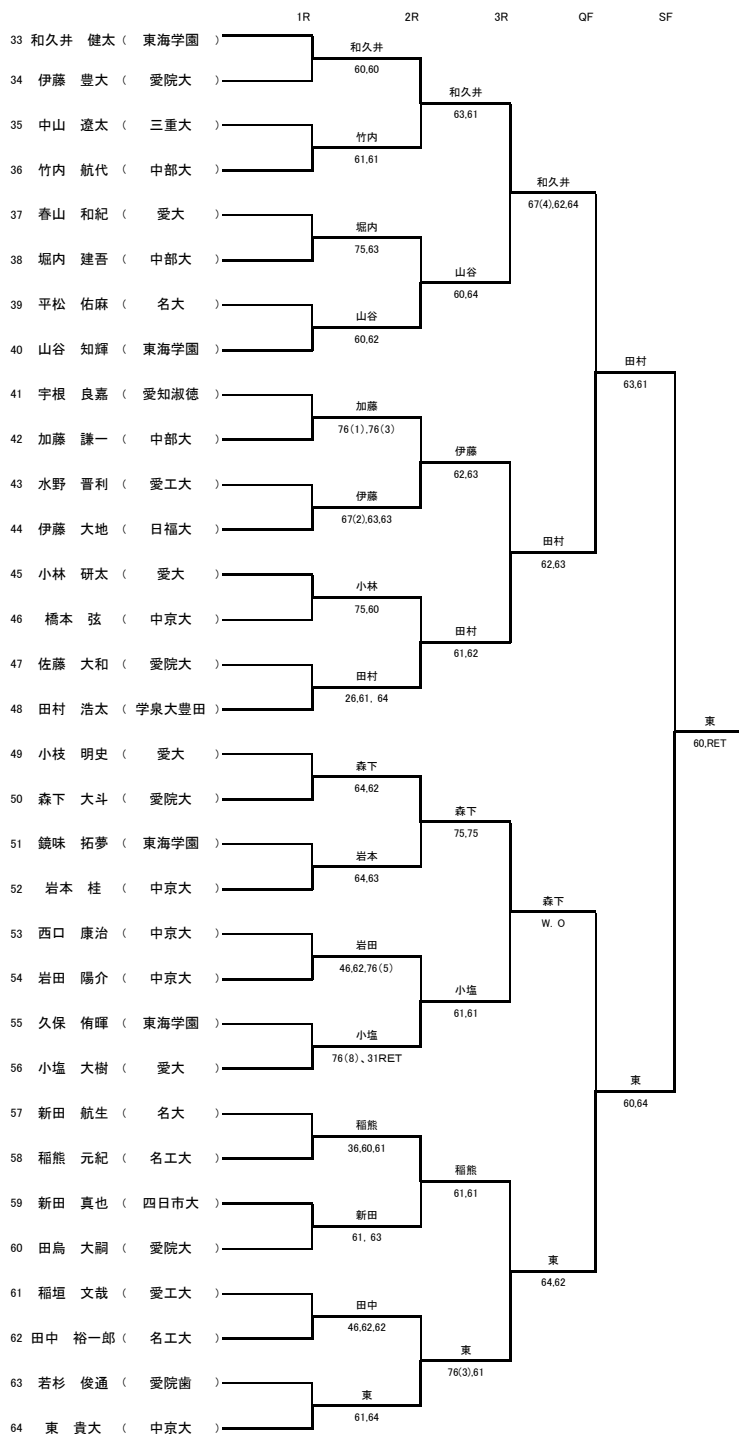 1R 2R 3R QF SF
33 和久井 健太 ( 東海学園 )
和久井
60,60
34 伊藤 豊大 ( 愛院大 )
和久井
63,61
35 中山 遼太 ( 三重大 )
竹内
61,61
36 竹内 航代 ( 中部大 )
和久井
67(4),62,64
37 春山 和紀 ( 愛大 )
堀内
75,63
38 堀内 建吾 ( 中部大 )
山谷
60,64
39 平松 佑麻 ( 名大 )
山谷
60,62
40 山谷 知輝 ( 東海学園 )
田村
63,61
41 宇根 良嘉 ( 愛知淑徳 )
加藤
76(1),76(3)
42 加藤 謙一 ( 中部大 )
伊藤
62,63
43 水野 晋利 ( 愛工大 )
伊藤
67(2),63,63
44 伊藤 大地 ( 日福大 )
田村
62,63
45 小林 研太 ( 愛大 )
小林
75,60
46 橋本 弦 ( 中京大 )
田村
61,62
47 佐藤 大和 ( 愛院大 )
田村
26,61, 64
48 田村 浩太 ( 学泉大豊田 )
東
60,RET
49 小枝 明史 ( 愛大 )
森下
64,62
50 森下 大斗 ( 愛院大 )
森下
75,75
51 鏡味 拓夢 ( 東海学園 )
岩本
64,63
52 岩本 桂 ( 中京大 )
森下
W.O
53 西口 康治 ( 中京大 )
岩田
46,62,76(5)
54 岩田 陽介 ( 中京大 )
小塩
61,61
55 久保 侑暉 ( 東海学園 )
小塩
76(8)、31RET
56 小塩 大樹 ( 愛大 )
東
60,64
57 新田 航生 ( 名大 )
稲熊
36,60,61
58 稲熊 元紀 ( 名工大 )
稲熊
61,61
59 新田 真也 ( 四日市大 )
新田
61, 63
60 田鳥 大嗣 ( 愛院大 )
東
64,62
61 稲垣 文哉 ( 愛工大 )
田中
46,62,62
62 田中 裕一郎 ( 名工大 )
東
76(3),61
63 若杉 俊通 ( 愛院歯 )
東
61,64
64 東 貴大 ( 中京大 )